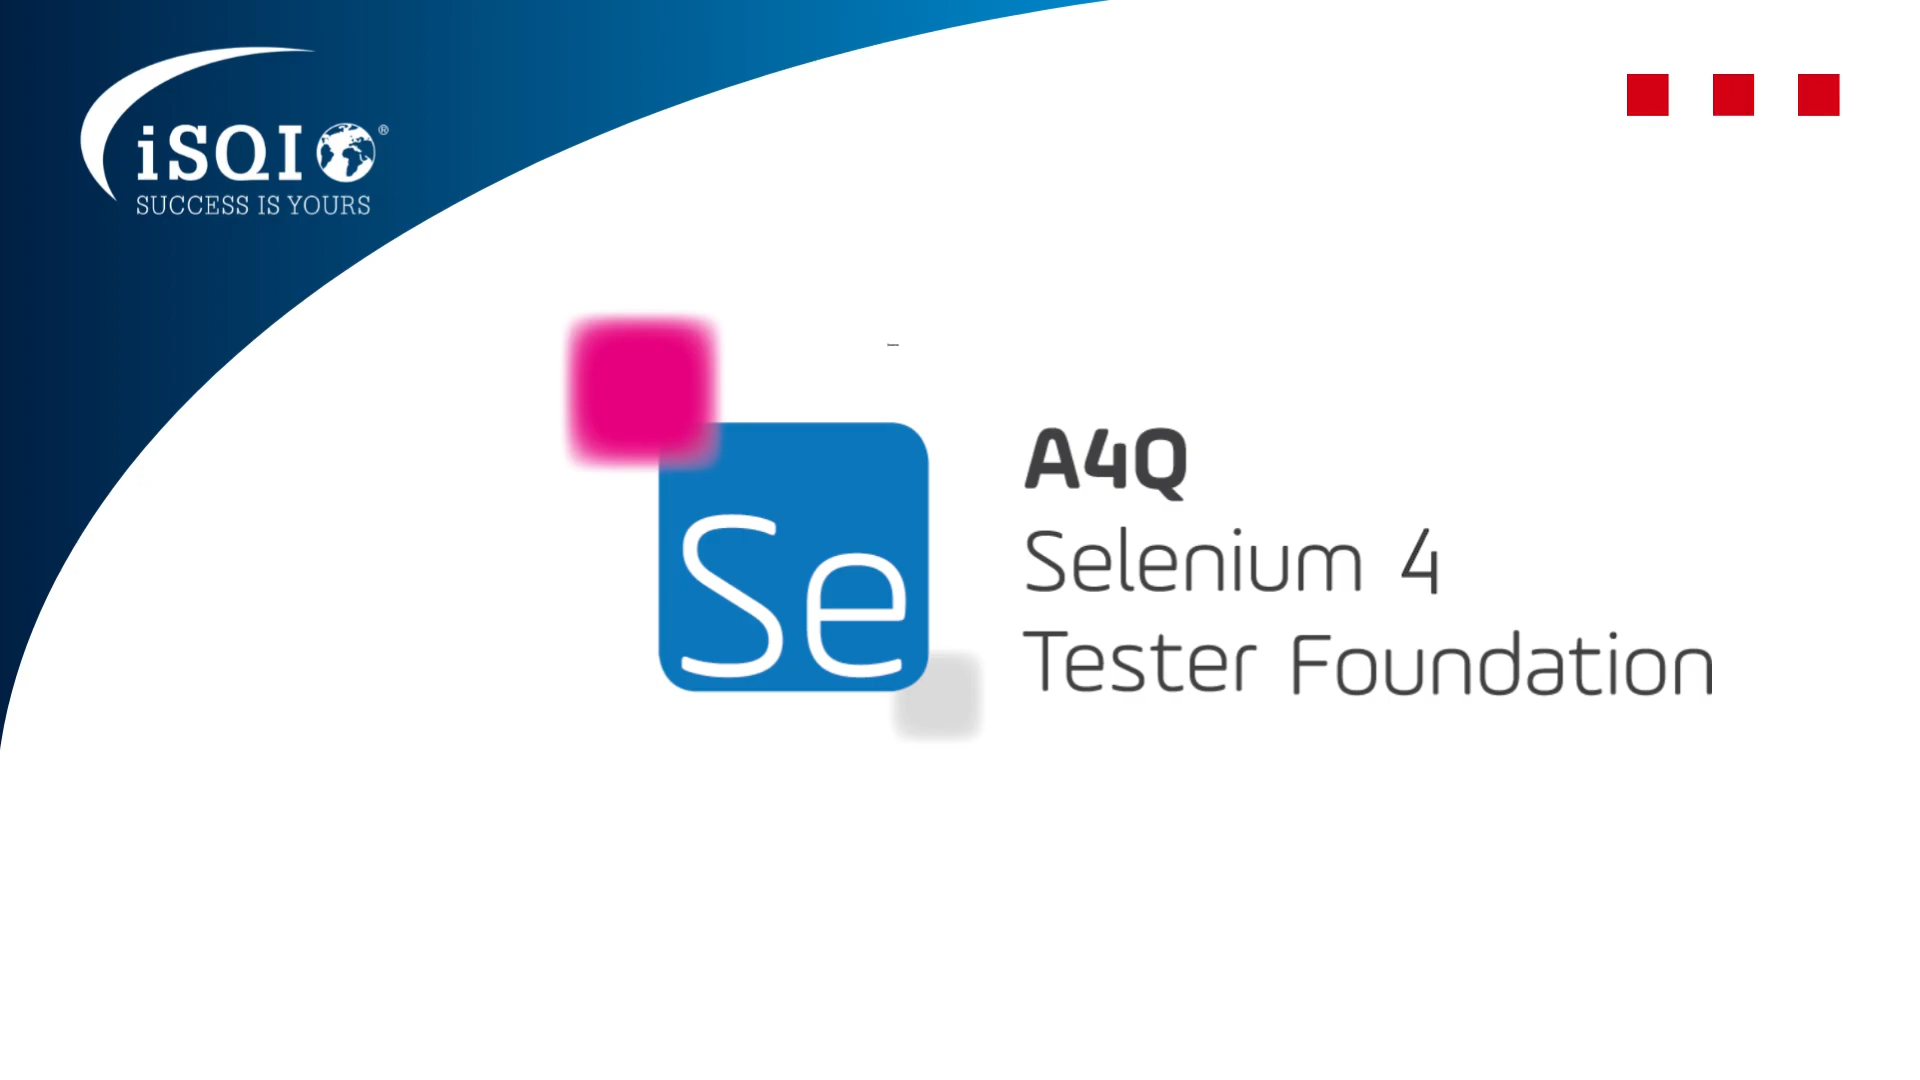 iSQI®
SUCCESS IS YOURS
Se
A4Q
Selenium 4
Tester Foundation